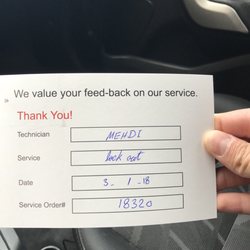 We value your feed-back on our service.
Thank You!
Technician MEHDI
Service lock out
Date 3 - 1 - 18
Service Order# 18320